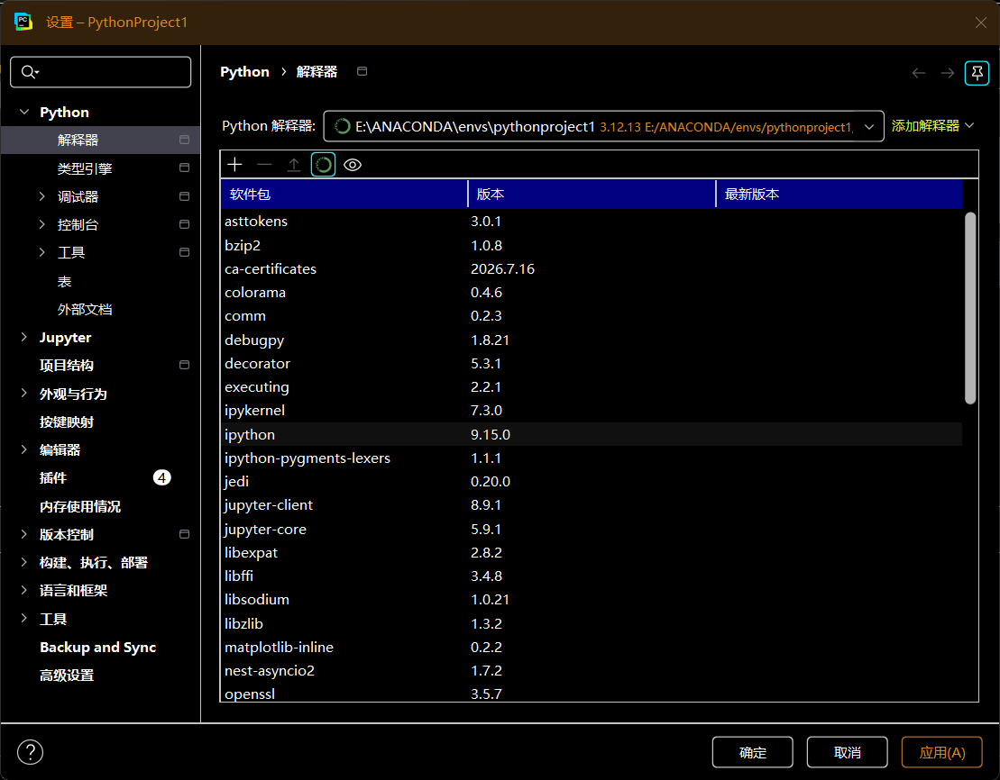 设置 – PythonProject1
Python › 解释器
Python
解释器
类型引擎
调试器
控制台
工具
表
外部文档
Jupyter
项目结构
外观与行为
按键映射
编辑器
插件 4
内存使用情况
版本控制
构建、执行、部署
语言和框架
工具
Backup and Sync
高级设置
Python 解释器: E:\ANACONDA\envs\pythonproject1 3.12.13 E:/ANACONDA/envs/pythonproject1, 添加解释器
软件包 版本 最新版本
asttokens 3.0.1
bzip2 1.0.8
ca-certificates 2026.7.16
colorama 0.4.6
comm 0.2.3
debugpy 1.8.21
decorator 5.3.1
executing 2.2.1
ipykernel 7.3.0
ipython 9.15.0
ipython-pygments-lexers 1.1.1
jedi 0.20.0
jupyter-client 8.9.1
jupyter-core 5.9.1
libexpat 2.8.2
libffi 3.4.8
libsodium 1.0.21
libzlib 1.3.2
matplotlib-inline 0.2.2
nest-asyncio2 1.7.2
openssl 3.5.7
? 确定 取消 应用(A)